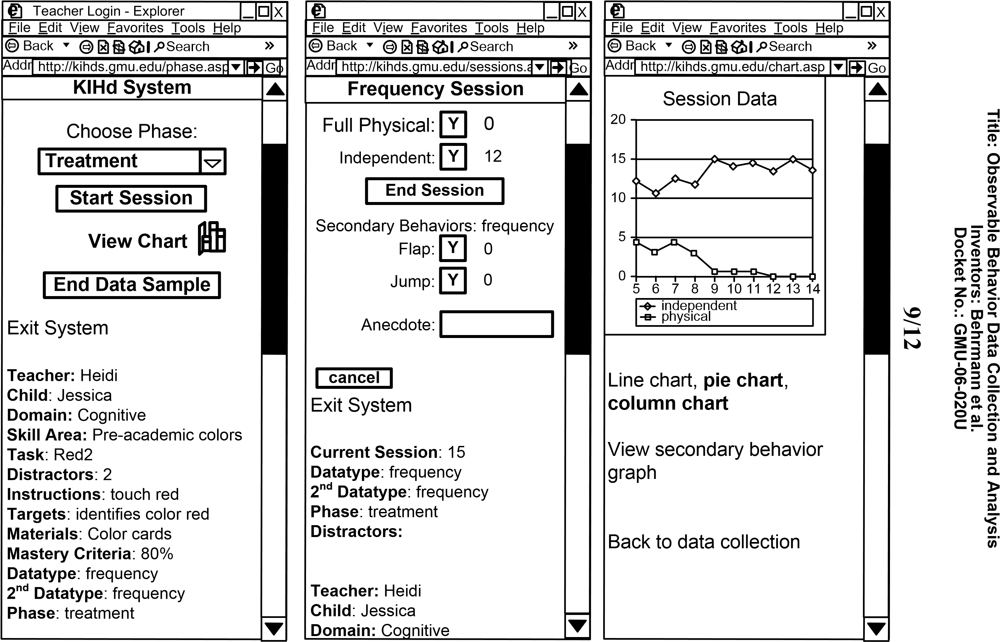 Teacher Login - Explorer
File Edit View Favorites Tools Help
Back Search »
Addr http://kihds.gmu.edu/phase.asp Go
KIHd System
Choose Phase:
Treatment
Start Session
View Chart
End Data Sample
Exit System
Teacher: Heidi
Child: Jessica
Domain: Cognitive
Skill Area: Pre-academic colors
Task: Red2
Distractors: 2
Instructions: touch red
Targets: identifies color red
Materials: Color cards
Mastery Criteria: 80%
Datatype: frequency
2nd Datatype: frequency
Phase: treatment
File Edit View Favorites Tools Help
Back Search »
Addr http://kihds.gmu.edu/sessions.a Go
Frequency Session
Full Physical: Y 0
Independent: Y 12
End Session
Secondary Behaviors: frequency
Flap: Y 0
Jump: Y 0
Anecdote:
cancel
Exit System
Current Session: 15
Datatype: frequency
2nd Datatype: frequency
Phase: treatment
Distractors:
Teacher: Heidi
Child: Jessica
Domain: Cognitive
File Edit View Favorites Tools Help
Back Search »
Addr http://kihds.gmu.edu/chart.asp Go
Session Data
20
15
10
5
0
5 6 7 8 9 10 11 12 13 14
independent
physical
Line chart, pie chart,
column chart
View secondary behavior
graph
Back to data collection
9/12
Title: Observable Behavior Data Collection and Analysis
Inventors: Behrmann et al.
Docket No.: GMU-06-020U